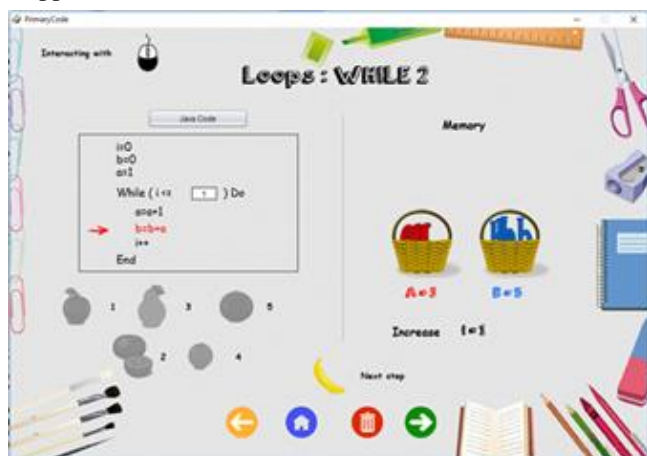 PrimaryCode
Interacting with
Loops : WHILE 2
Java Code
i=0
b=0
a=1
While ( i <= 1 ) Do
a=a+1
b=b+a
i++
End
1
3
5
2
4
Memory
A=3
B=5
Increase I=1
Next step